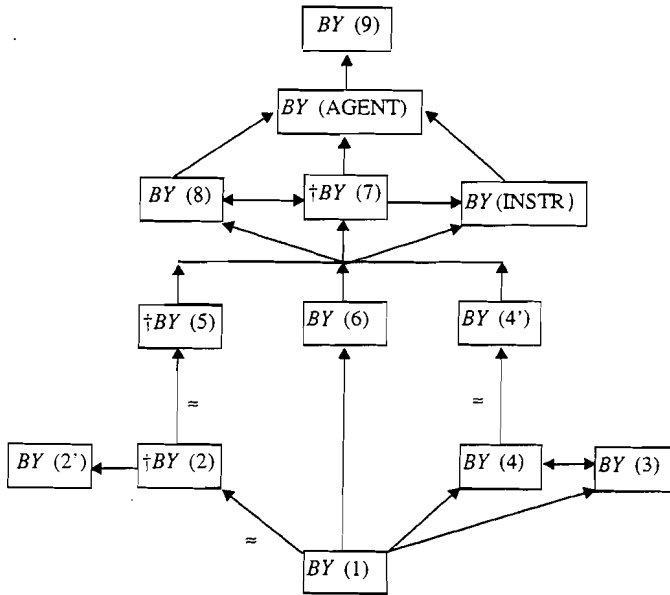 BY (9)
BY (AGENT)
BY (8)
†BY (7)
BY(INSTR)
†BY (5)
BY (6)
BY (4’)
≈
≈
BY (2’)
†BY (2)
BY (4)
BY (3)
≈
BY (1)